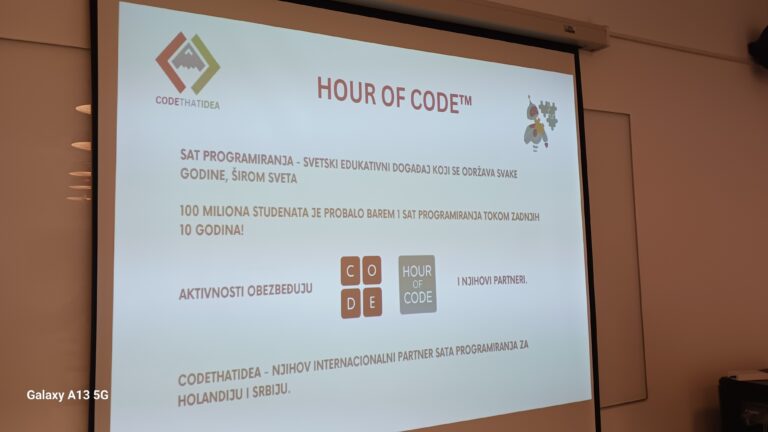 CODETHATIDEA
HOUR OF CODE™
SAT PROGRAMIRANJA - SVETSKI EDUKATIVNI DOGAĐAJ KOJI SE ODRŽAVA SVAKE
GODINE, ŠIROM SVETA
100 MILIONA STUDENATA JE PROBALO BAREM 1 SAT PROGRAMIRANJA TOKOM ZADNJIH
10 GODINA!
AKTIVNOSTI OBEZBEĐUJU
C O
D E
HOUR
OF
CODE
I NJIHOVI PARTNERI.
CODETHATIDEA - NJIHOV INTERNACIONALNI PARTNER SATA PROGRAMIRANJA ZA
HOLANDIJU I SRBIJU.
Galaxy A13 5G